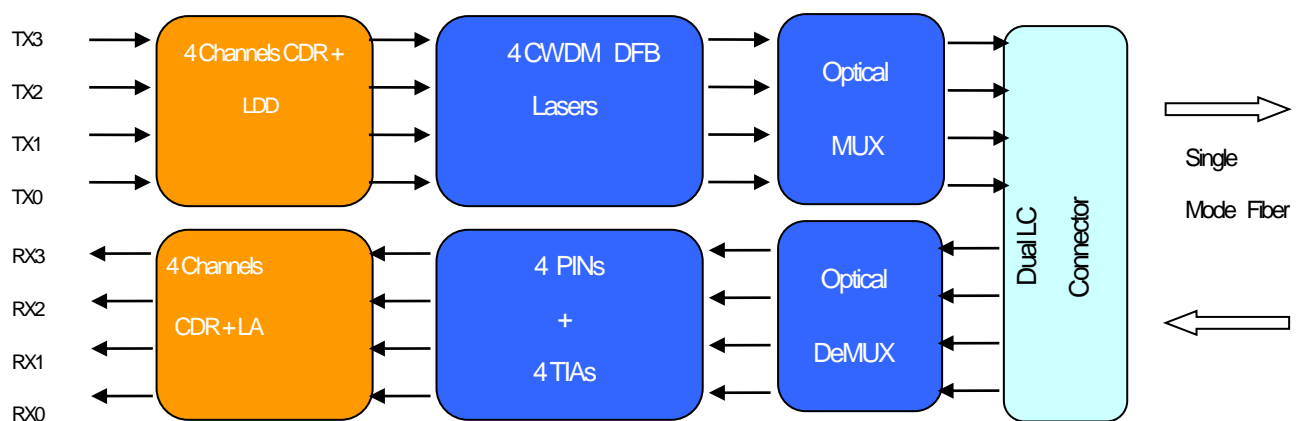 TX3
TX2
TX1
TX0
4 Channels CDR +
LDD
4 CWDM DFB
Lasers
Optical
MUX
Dual LC
Connector
Single
Mode Fiber
RX3
RX2
RX1
RX0
4 Channels
CDR + LA
4 PINs
+
4 TIAs
Optical
DeMUX